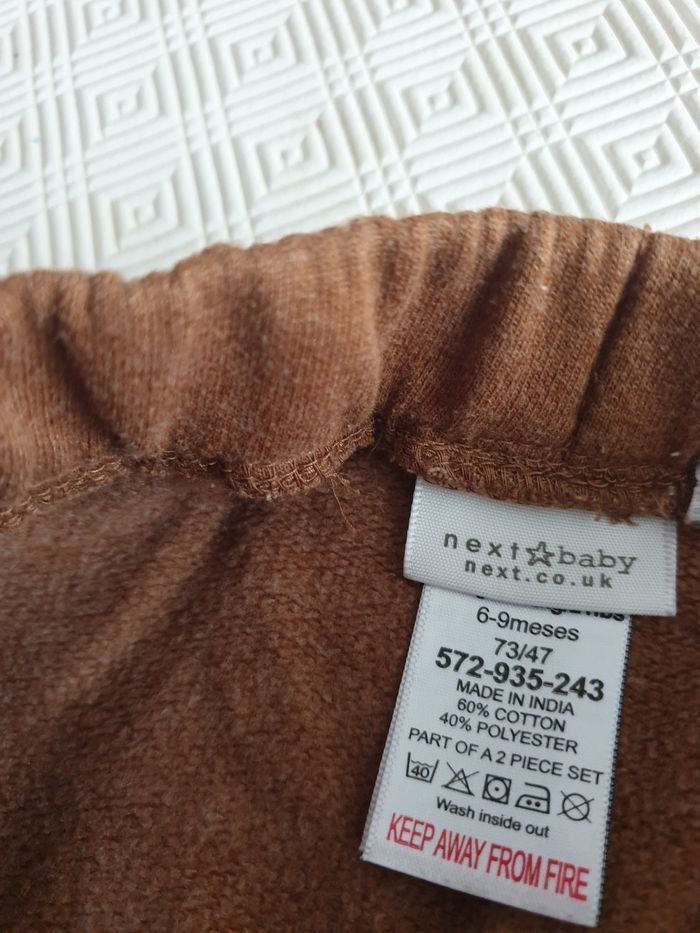 next☆baby
next.co.uk
6-9meses
73/47
572-935-243
MADE IN INDIA
60% COTTON
40% POLYESTER
PART OF A 2 PIECE SET
40
Wash inside out
KEEP AWAY FROM FIRE